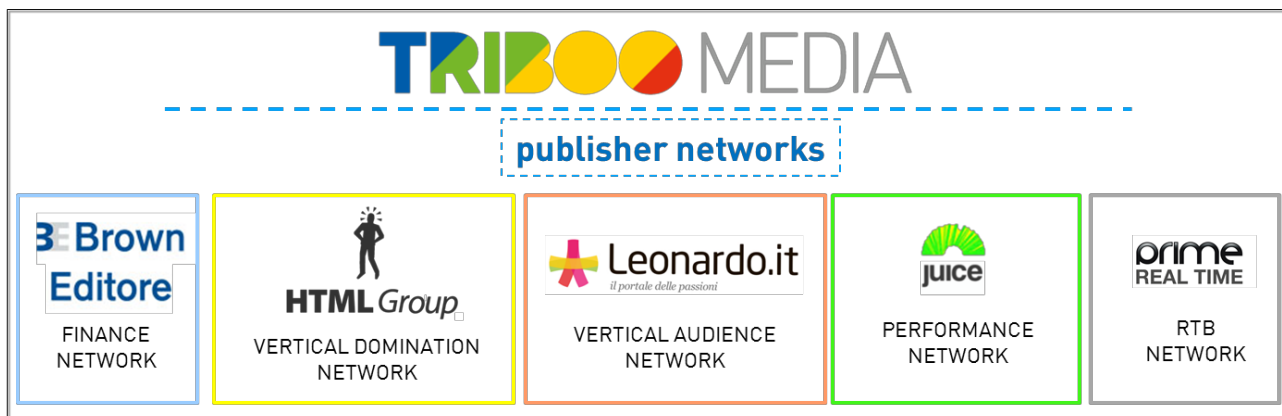 TRIBOO MEDIA
publisher networks
BE Brown
Editore
FINANCE
NETWORK
HTML Group
VERTICAL DOMINATION
NETWORK
Leonardo.it
il portale delle passioni
VERTICAL AUDIENCE
NETWORK
juice
PERFORMANCE
NETWORK
prime
REAL TIME
RTB
NETWORK